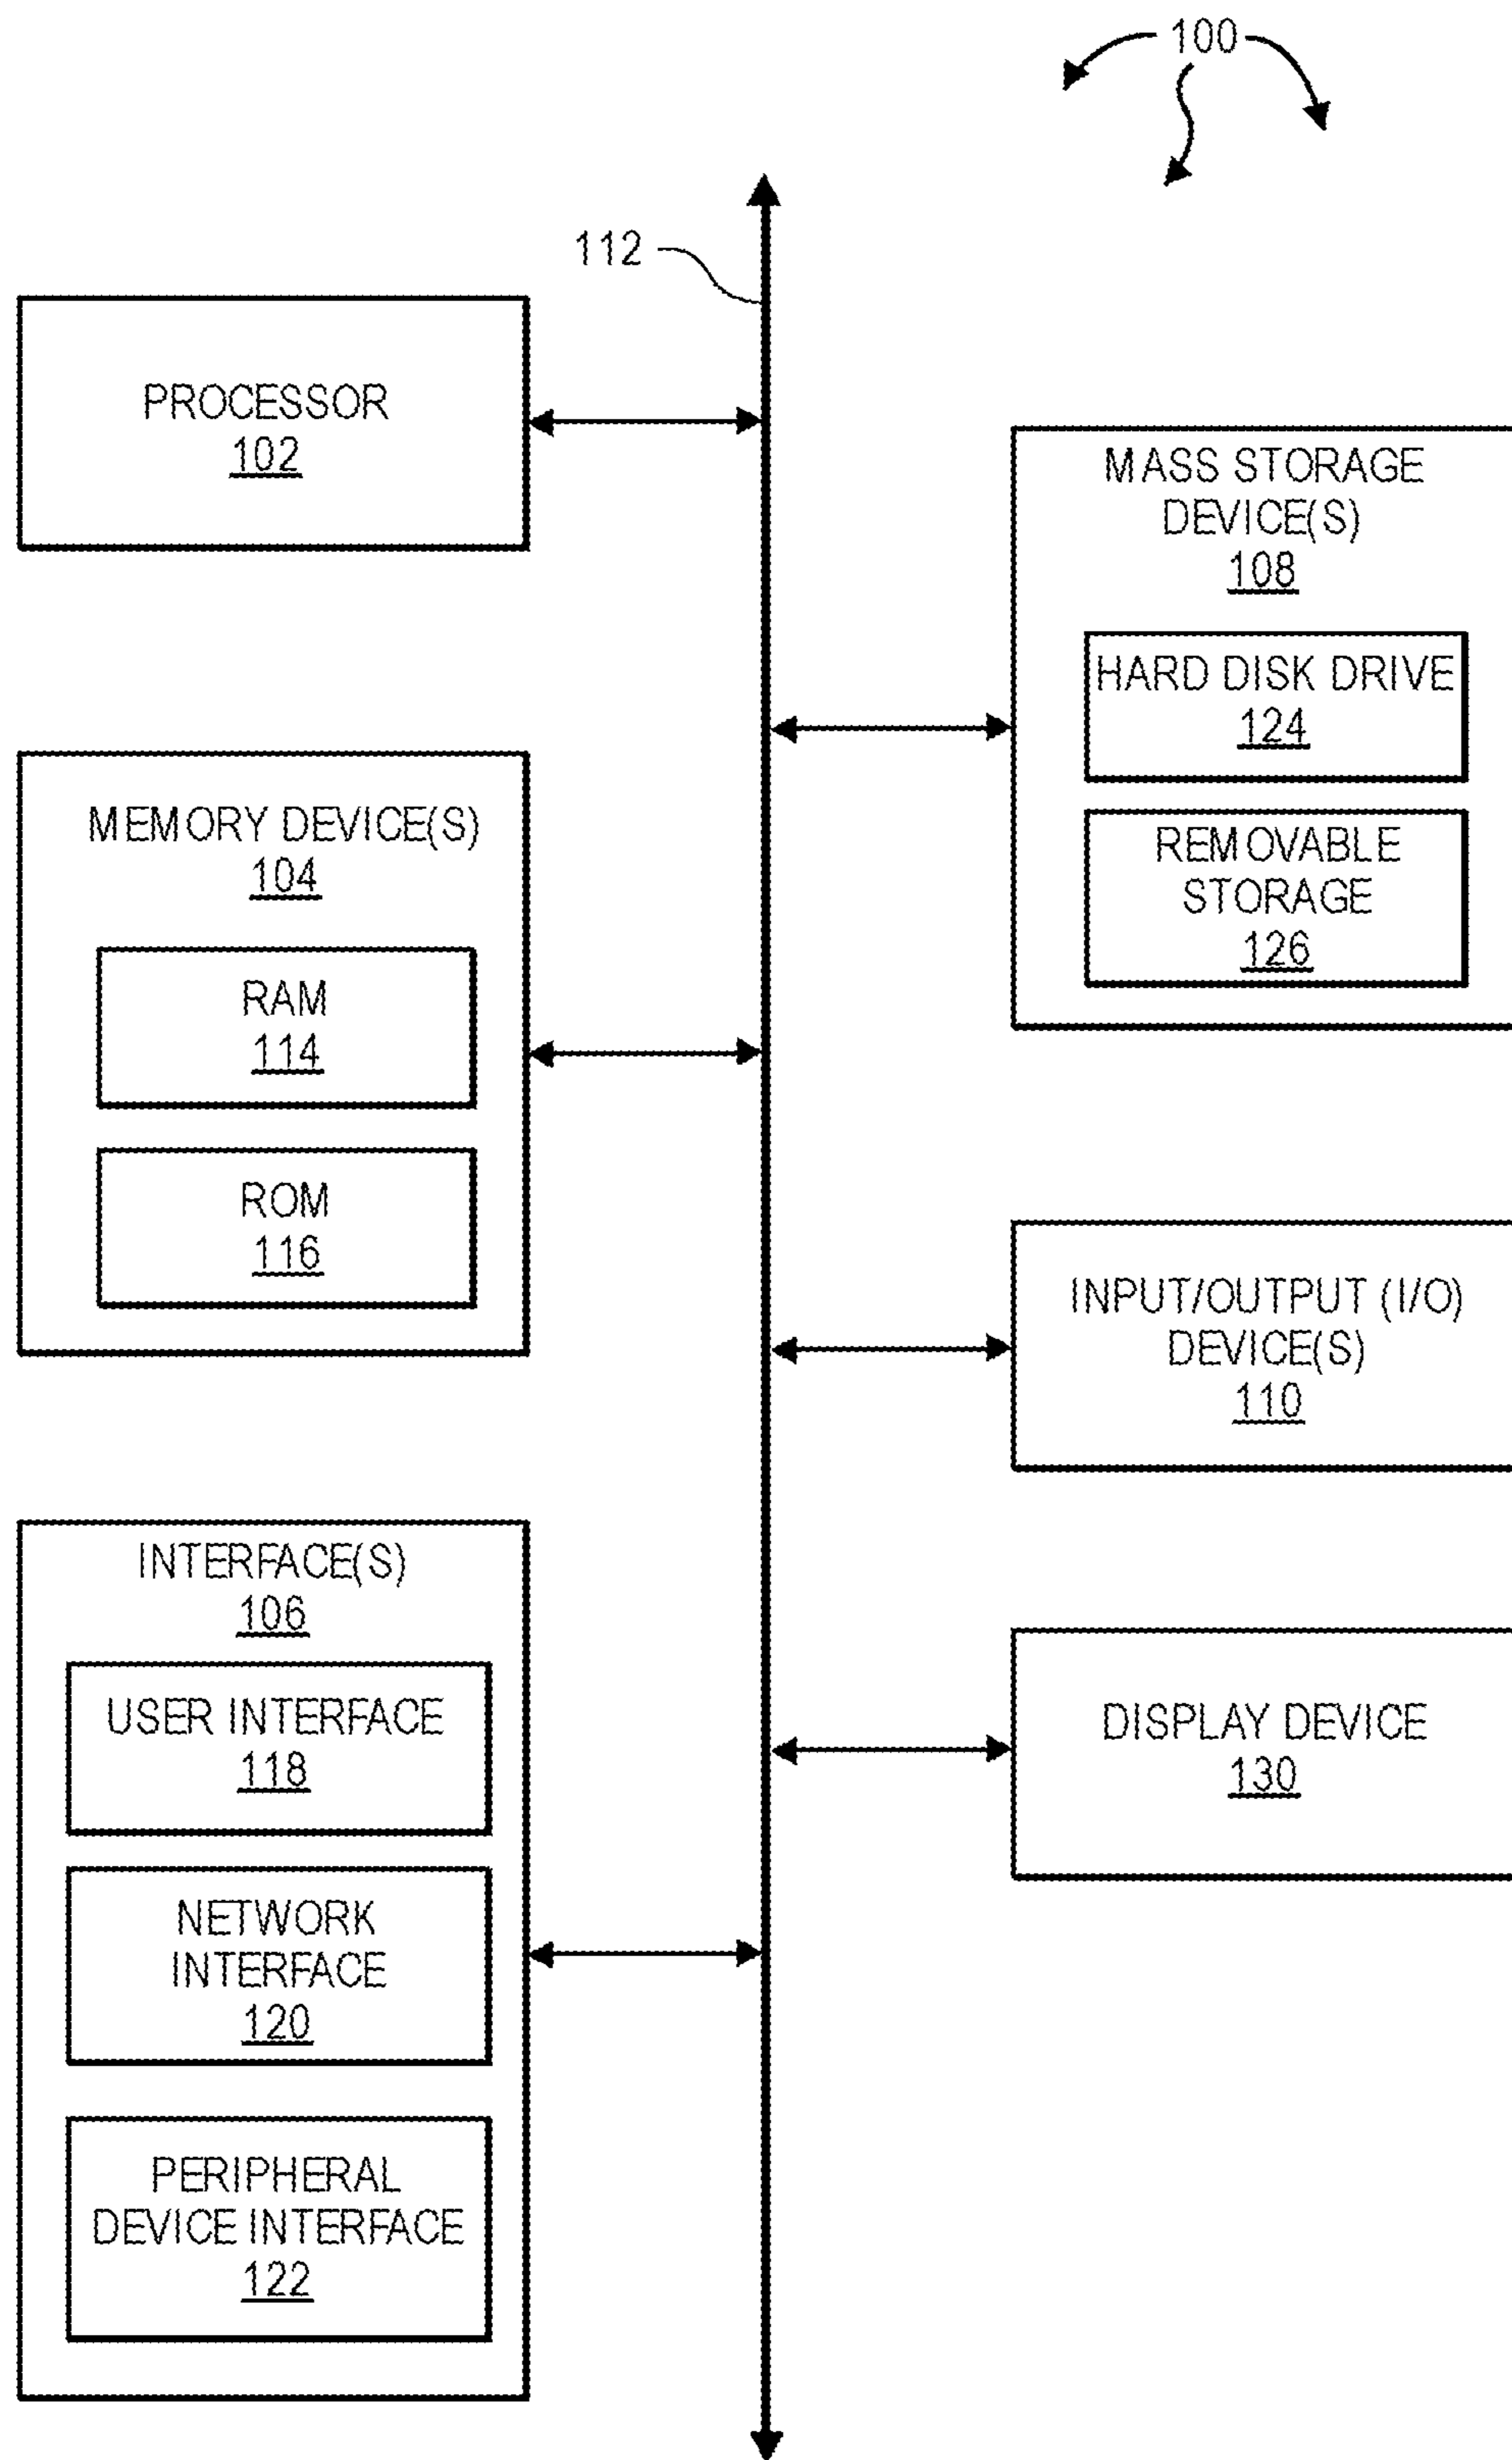 100
112
PROCESSOR
102
MASS STORAGE
DEVICE(S)
108
HARD DISK DRIVE
124
REMOVABLE
STORAGE
126
MEMORY DEVICE(S)
104
RAM
114
ROM
116
INPUT/OUTPUT (I/O)
DEVICE(S)
110
INTERFACE(S)
106
USER INTERFACE
118
NETWORK
INTERFACE
120
PERIPHERAL
DEVICE INTERFACE
122
DISPLAY DEVICE
130